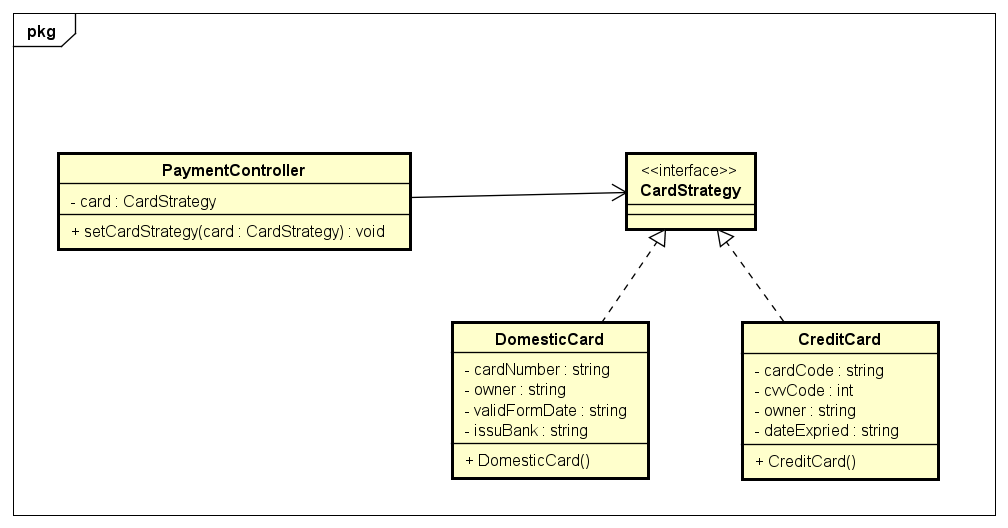 pkg
PaymentController
- card : CardStrategy
+ setCardStrategy(card : CardStrategy) : void
<<interface>>
CardStrategy
DomesticCard
- cardNumber : string
- owner : string
- validFormDate : string
- issuBank : string
+ DomesticCard()
CreditCard
- cardCode : string
- cvvCode : int
- owner : string
- dateExpried : string
+ CreditCard()